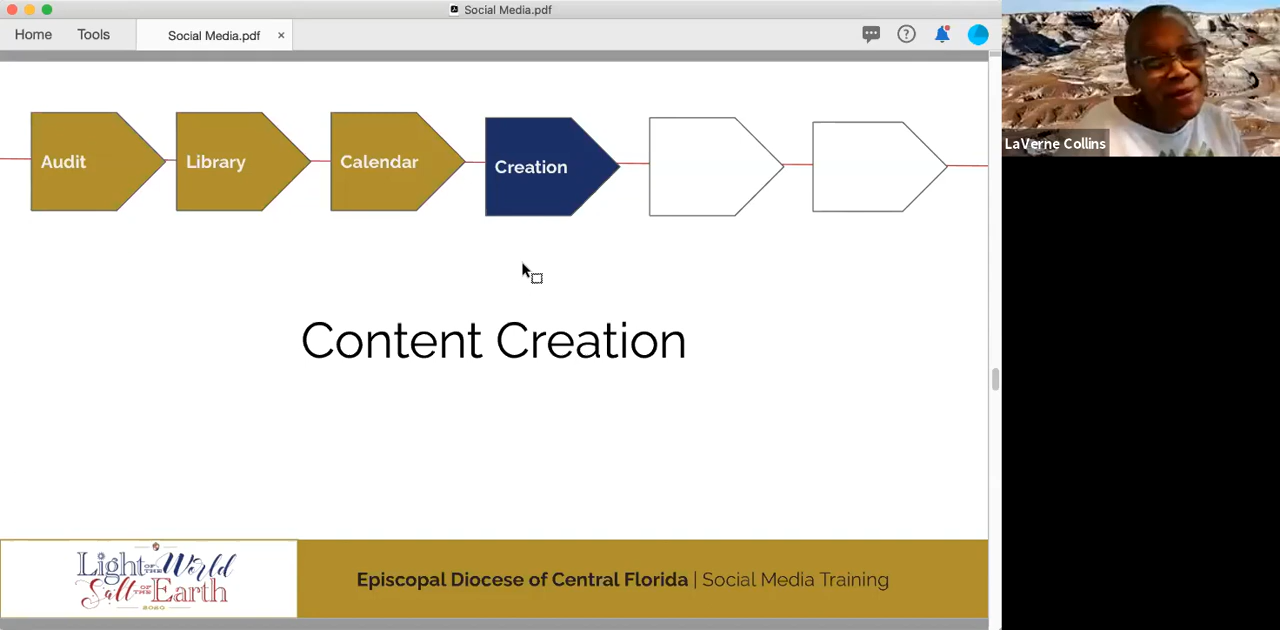 Social Media.pdf
Home Tools Social Media.pdf ×
LaVerne Collins
Audit Library Calendar Creation
Content Creation
Light OF THE World
Salt OF THE Earth
2020
Episcopal Diocese of Central Florida | Social Media Training